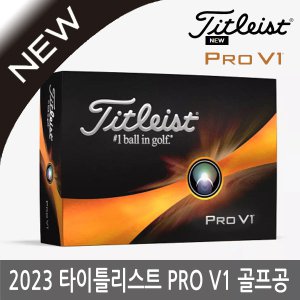 NEW
Titleist
NEW
PRO V1
Titleist
#1 ball in golf.
PRO V1
2023 타이틀리스트 PRO V1 골프공